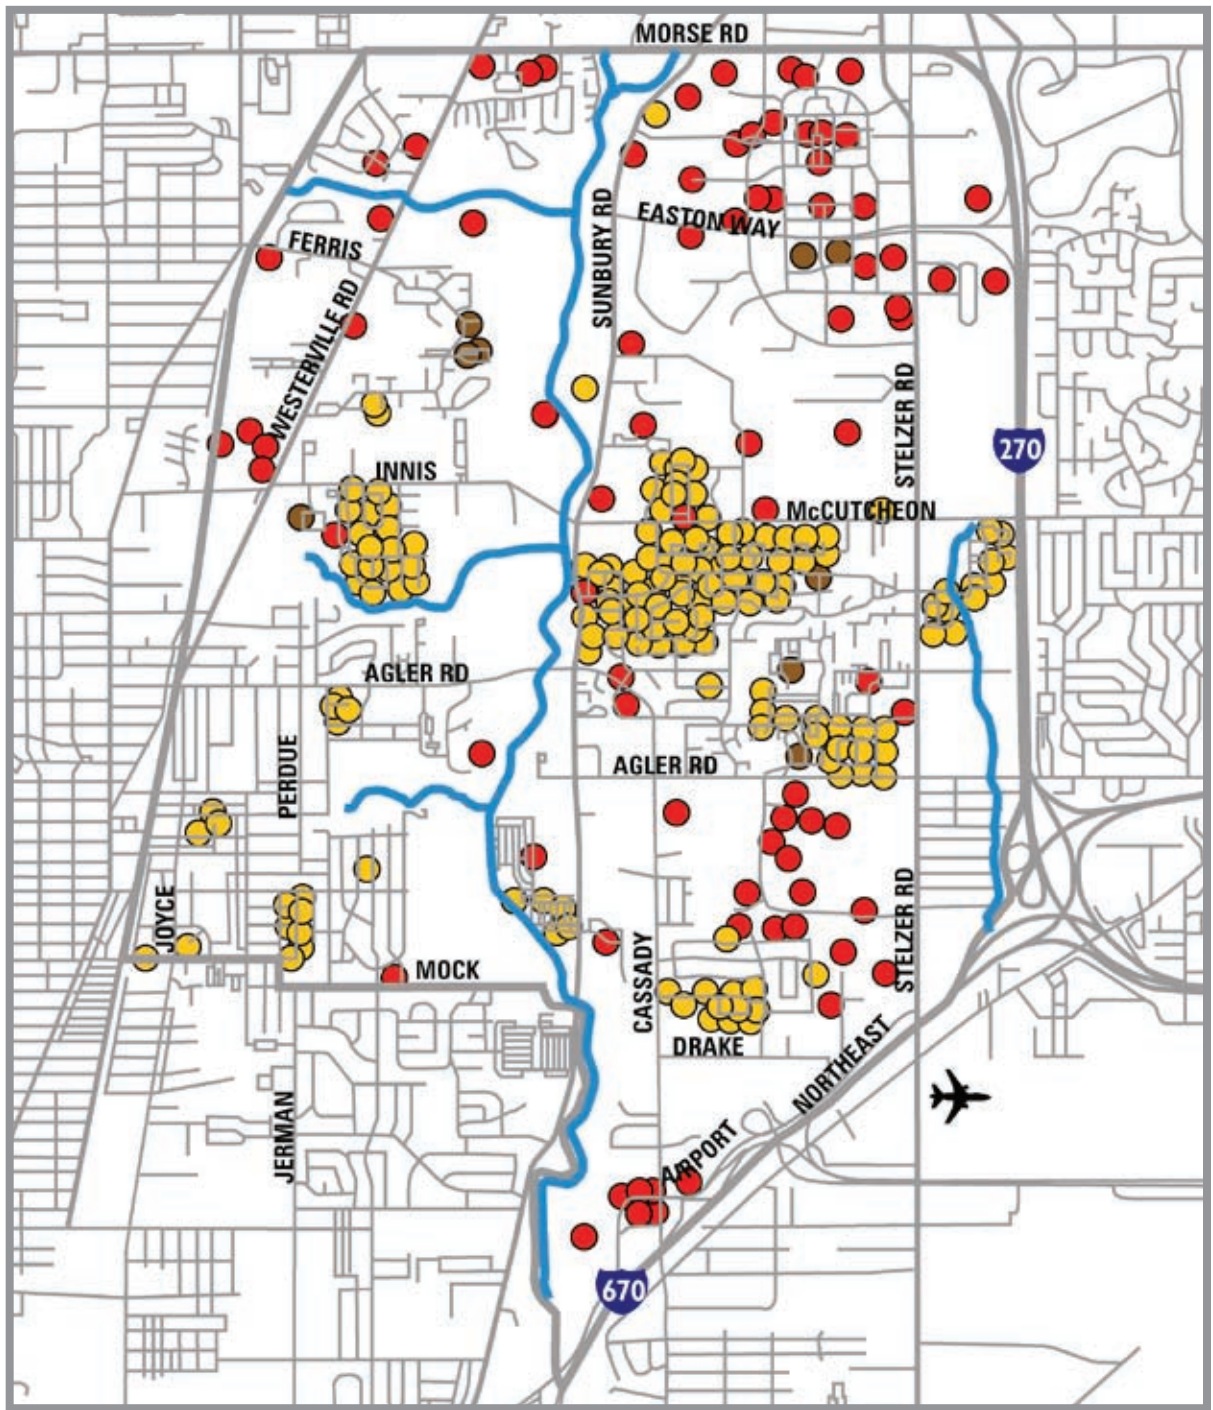 MORSE RD
EASTON WAY
SUNBURY RD
FERRIS
WESTERVILLE RD
STELZER RD
270
INNIS
McCUTCHEON
AGLER RD
AGLER RD
PERDUE
JOYCE
STELZER RD
CASSADY
MOCK
DRAKE
NORTHEAST
JERMAN
AIRPORT
670